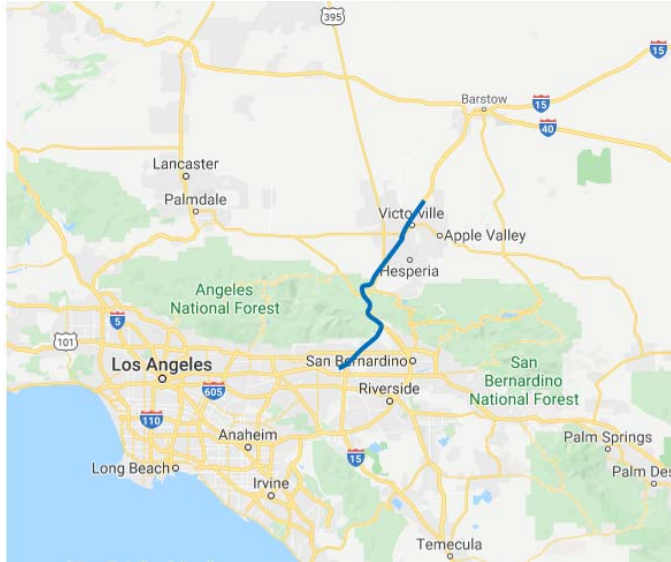 395
15
Barstow
15
40
Lancaster
Palmdale
Victorville
Apple Valley
Hesperia
Angeles
National Forest
5
101
Los Angeles
San Bernardino
605
Riverside
San
Bernardino
National Forest
110
Anaheim
15
Palm Springs
Long Beach
Irvine
Palm Des
Temecula